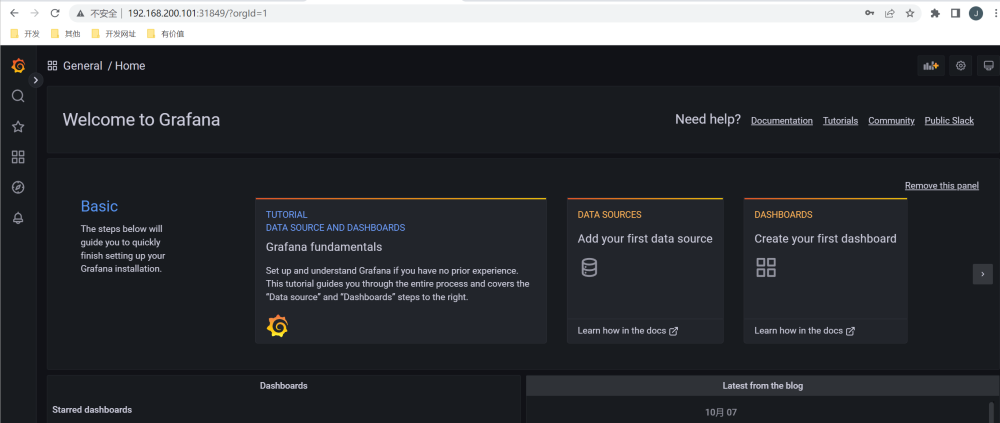 不安全 | 192.168.200.101:31849/?orgId=1
J
开发 其他 开发网址 有价值
General / Home
Welcome to Grafana
Need help? Documentation Tutorials Community Public Slack
Remove this panel
Basic
The steps below will
guide you to quickly
finish setting up your
Grafana installation.
TUTORIAL
DATA SOURCE AND DASHBOARDS
Grafana fundamentals
Set up and understand Grafana if you have no prior experience.
This tutorial guides you through the entire process and covers the
“Data source” and “Dashboards” steps to the right.
DATA SOURCES
Add your first data source
Learn how in the docs
DASHBOARDS
Create your first dashboard
Learn how in the docs
Dashboards
Starred dashboards
Latest from the blog
10月 07